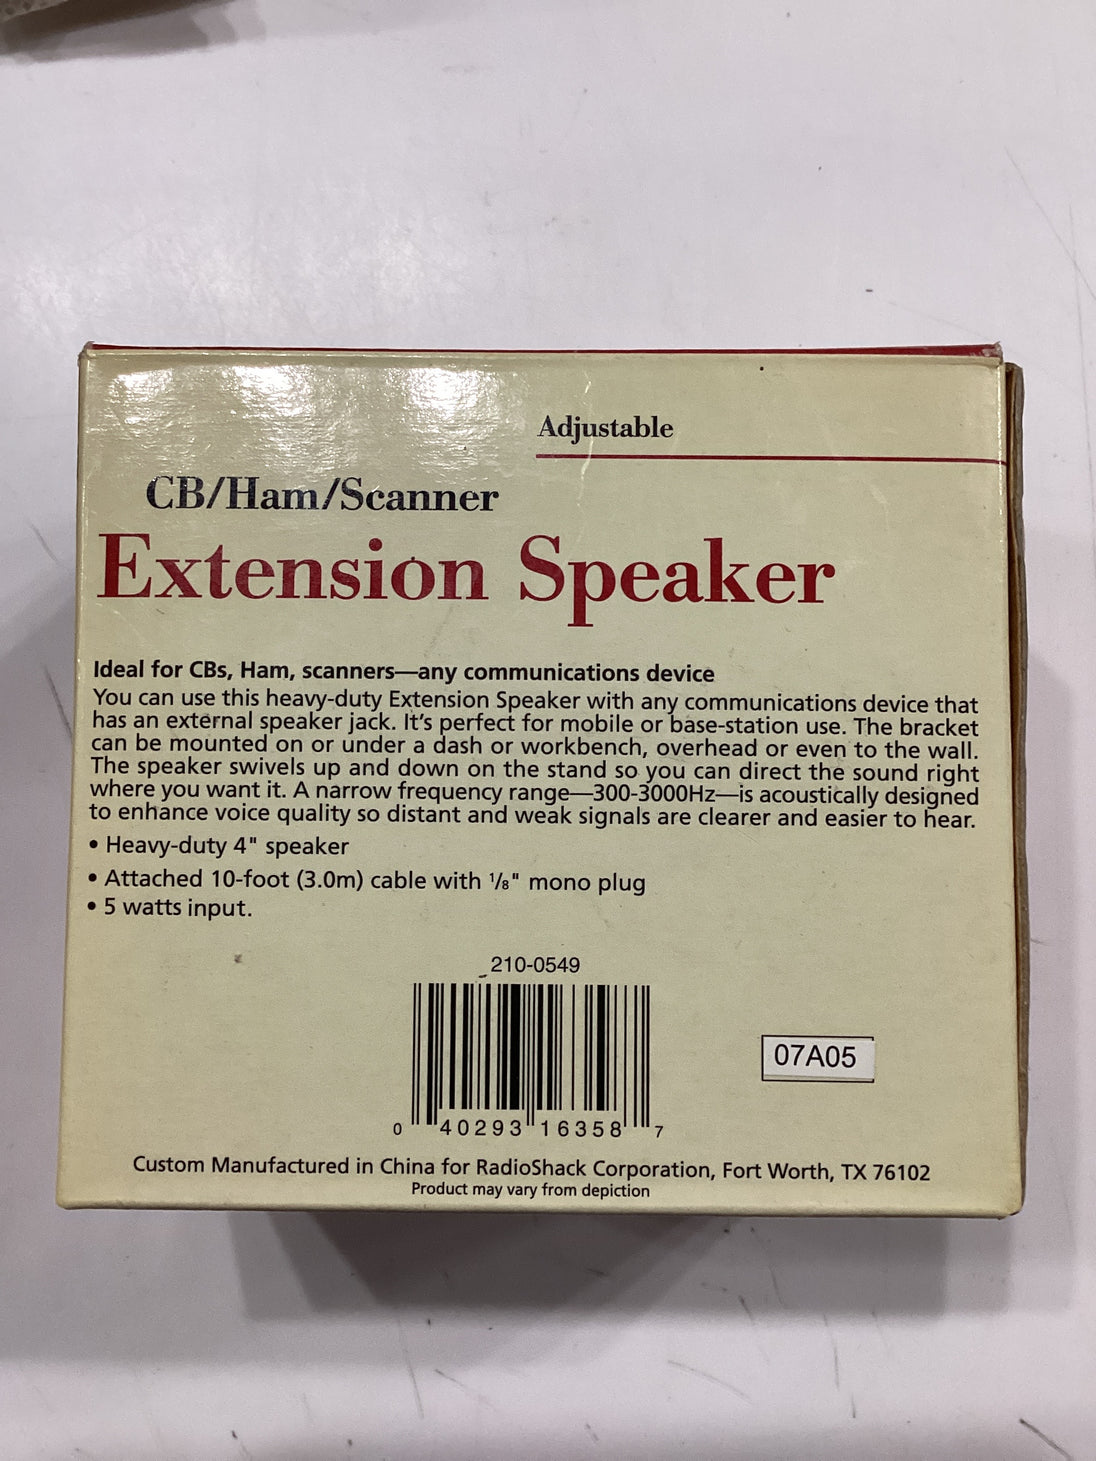 Adjustable
CB/Ham/Scanner
Extension Speaker
Ideal for CBs, Ham, scanners—any communications device
You can use this heavy-duty Extension Speaker with any communications device that
has an external speaker jack. It's perfect for mobile or base-station use. The bracket
can be mounted on or under a dash or workbench, overhead or even to the wall.
The speaker swivels up and down on the stand so you can direct the sound right
where you want it. A narrow frequency range—300-3000Hz—is acoustically designed
to enhance voice quality so distant and weak signals are clearer and easier to hear.
• Heavy-duty 4" speaker
• Attached 10-foot (3.0m) cable with 1/8" mono plug
• 5 watts input.
210-0549
07A05
0 40293 16358 7
Custom Manufactured in China for RadioShack Corporation, Fort Worth, TX 76102
Product may vary from depiction